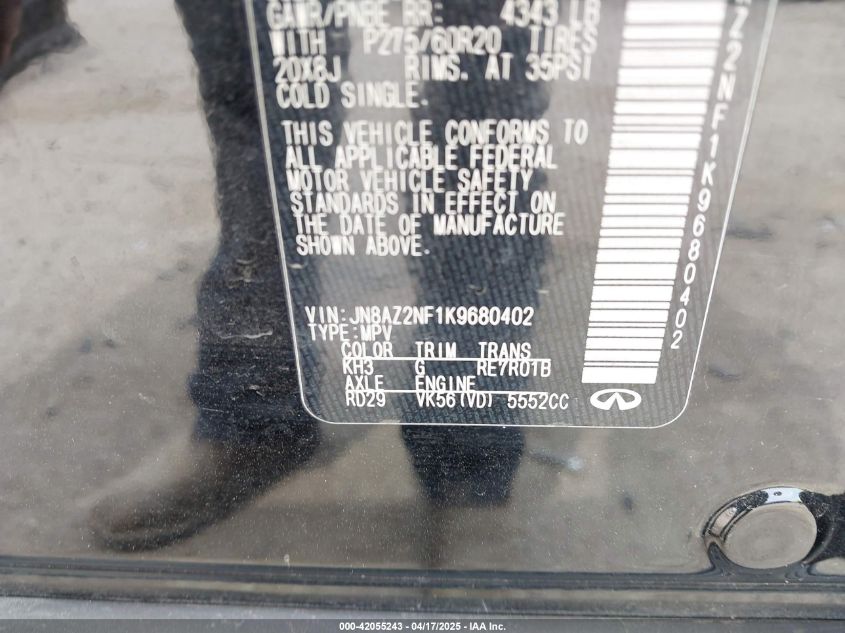 GAWR/PNBE RR: 4343 LB
WITH P275/60R20 TIRES
20X8J RIMS. AT 35PSI
COLD SINGLE.
THIS VEHICLE CONFORMS TO
ALL APPLICABLE FEDERAL
MOTOR VEHICLE SAFETY
STANDARDS IN EFFECT ON
THE DATE OF MANUFACTURE
SHOWN ABOVE.
VIN:JN8AZ2NF1K9680402
TYPE:MPV
COLOR TRIM TRANS
KH3 G RE7R01B
AXLE ENGINE
RD29 VK56(VD) 5552CC
Z2NF1K9680402
000-42055243 - 04/17/2025 - IAA Inc.